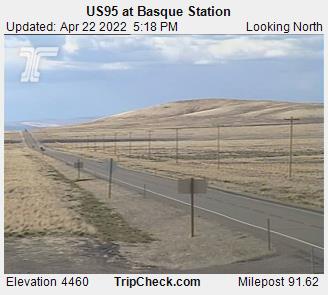 US95 at Basque Station
Updated: Apr 22 2022 5:18 PM Looking North
Elevation 4460 TripCheck.com Milepost 91.62